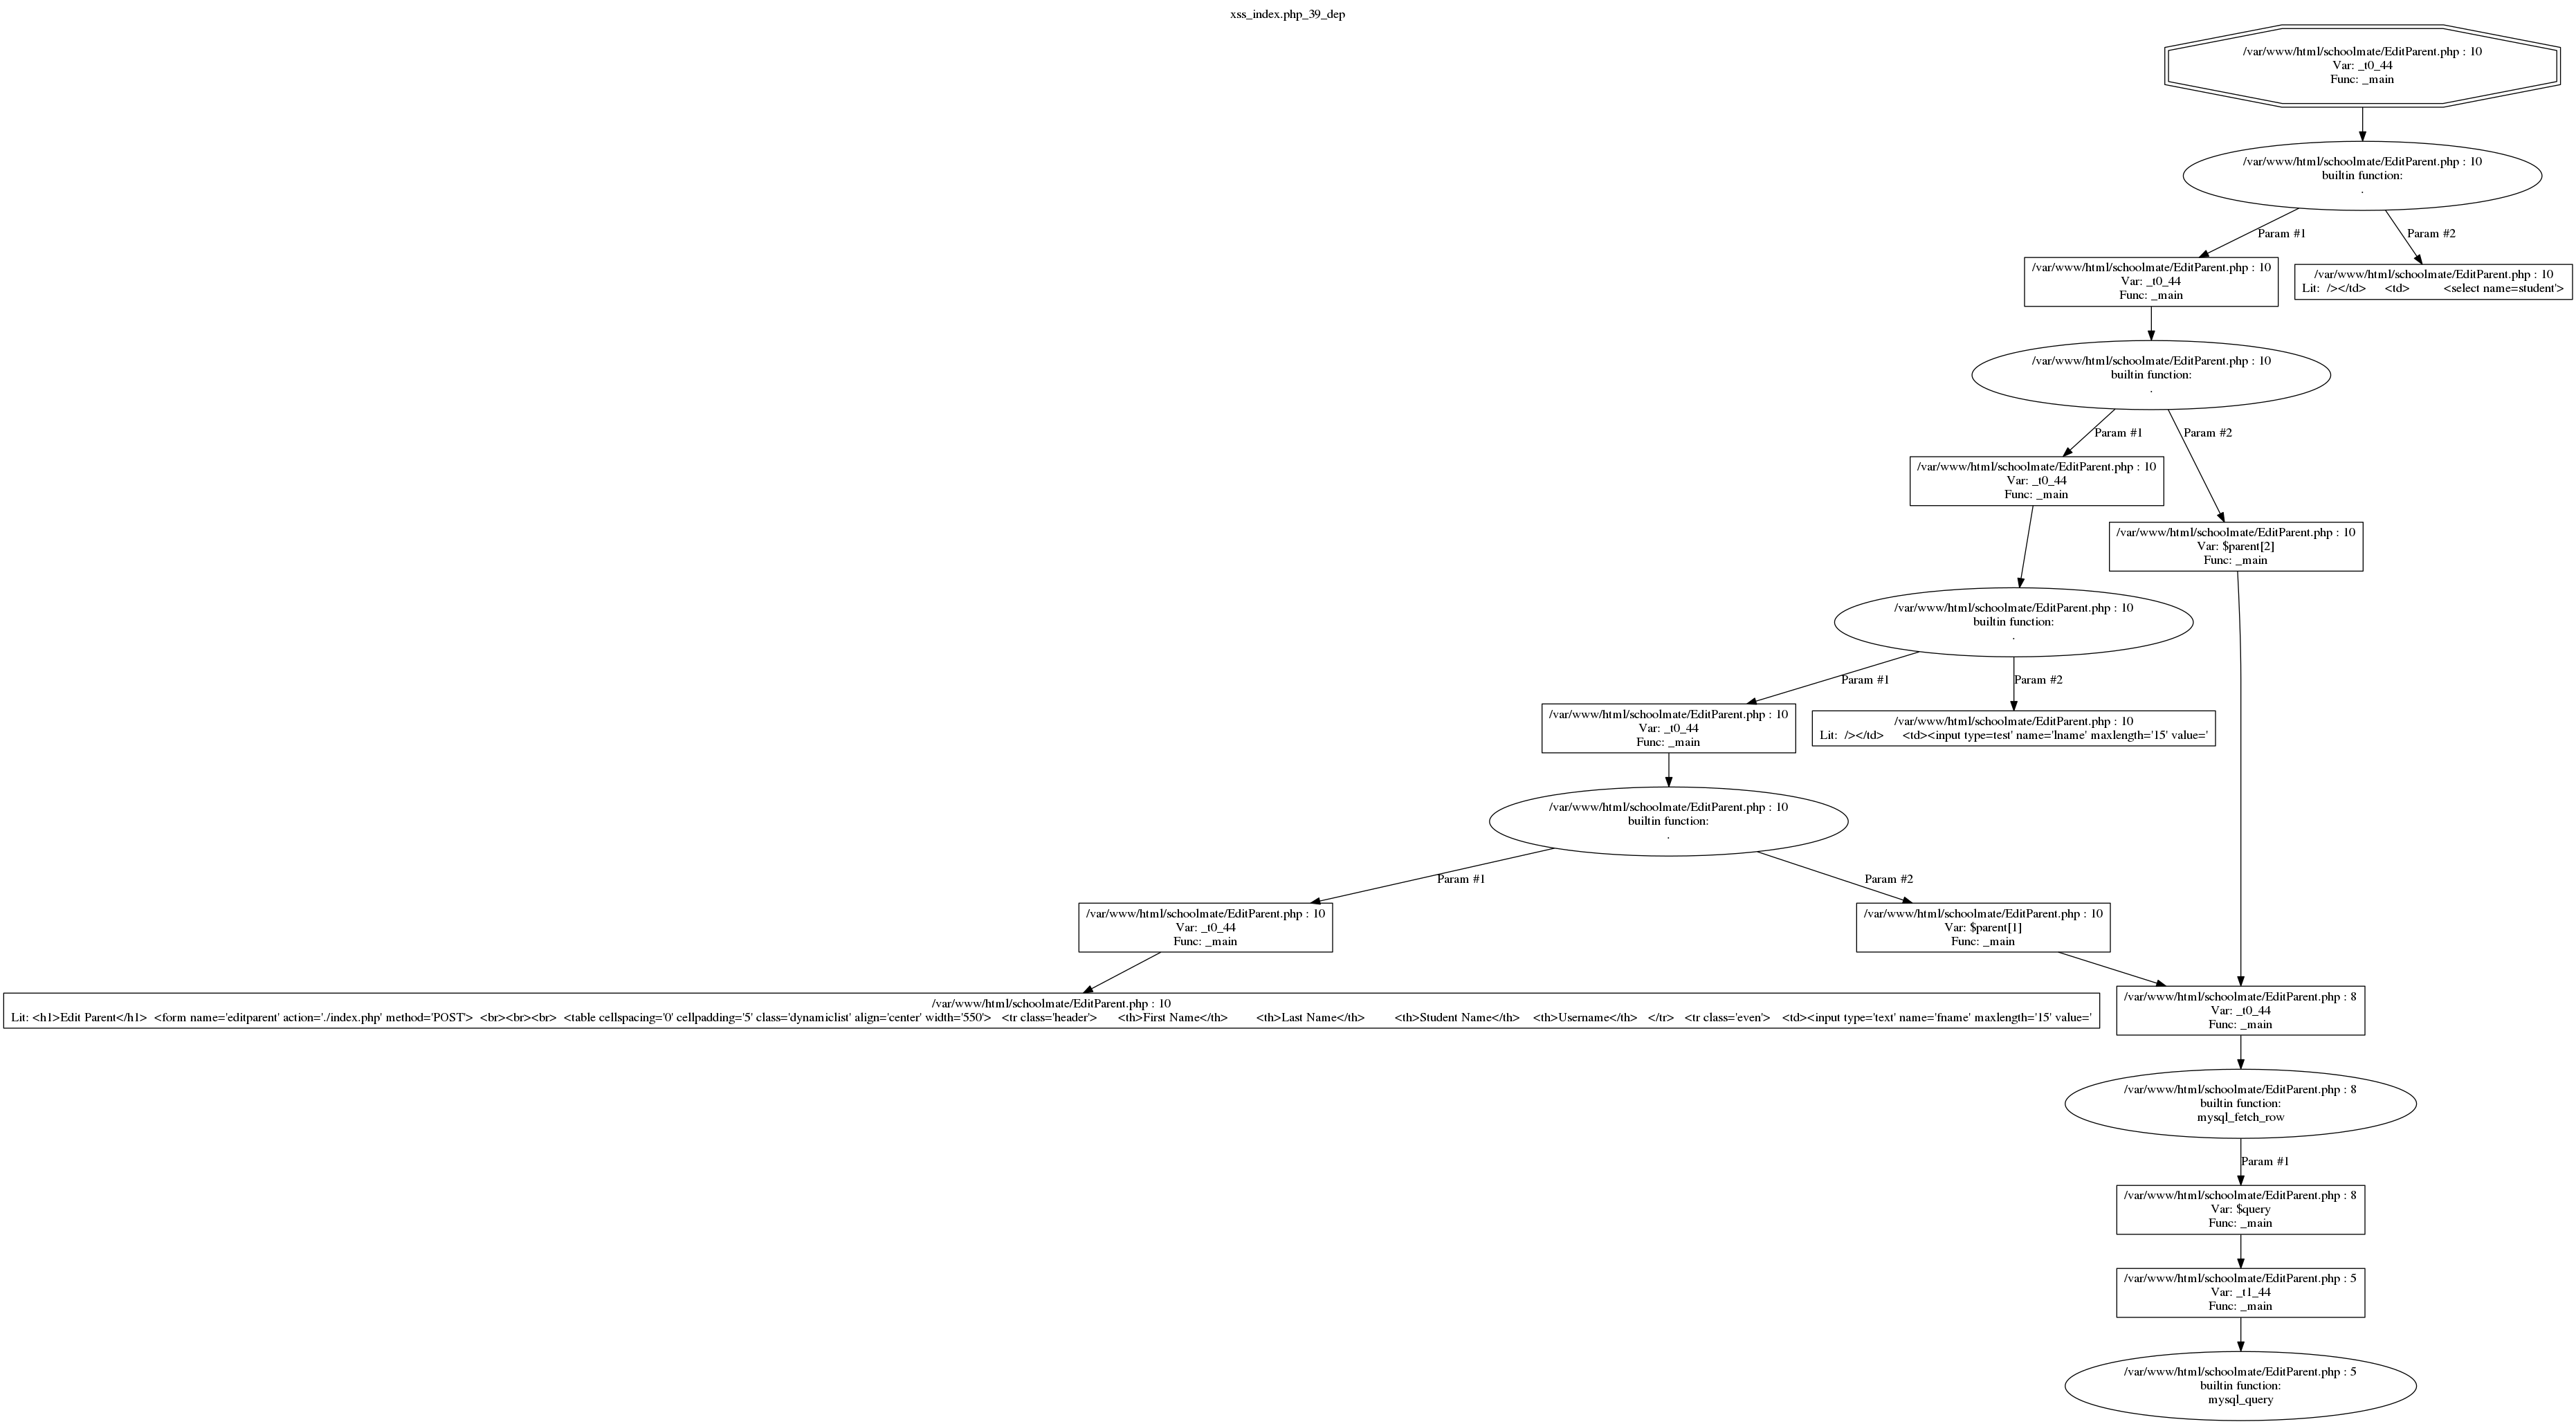 xss_index.php_39_dep
/var/www/html/schoolmate/EditParent.php : 10
Var: _t0_44
Func: _main
/var/www/html/schoolmate/EditParent.php : 10
builtin function:
.
Param #1
Param #2
/var/www/html/schoolmate/EditParent.php : 10
Var: _t0_44
Func: _main
/var/www/html/schoolmate/EditParent.php : 10
Lit:  /></td>      <td>           <select name=student'>
/var/www/html/schoolmate/EditParent.php : 10
builtin function:
.
Param #1
Param #2
/var/www/html/schoolmate/EditParent.php : 10
Var: _t0_44
Func: _main
/var/www/html/schoolmate/EditParent.php : 10
Var: $parent[2]
Func: _main
/var/www/html/schoolmate/EditParent.php : 10
builtin function:
.
Param #1
Param #2
/var/www/html/schoolmate/EditParent.php : 10
Var: _t0_44
Func: _main
/var/www/html/schoolmate/EditParent.php : 10
Lit:  /></td>      <td><input type=test' name='lname' maxlength='15' value='
/var/www/html/schoolmate/EditParent.php : 10
builtin function:
.
Param #1
Param #2
/var/www/html/schoolmate/EditParent.php : 10
Var: _t0_44
Func: _main
/var/www/html/schoolmate/EditParent.php : 10
Var: $parent[1]
Func: _main
/var/www/html/schoolmate/EditParent.php : 10
Lit: <h1>Edit Parent</h1>  <form name='editparent' action='./index.php' method='POST'>  <br><br><br>  <table cellspacing='0' cellpadding='5' class='dynamiclist' align='center' width='550'>   <tr class='header'>      <th>First Name</th>        <th>Last Name</th>        <th>Student Name</th>    <th>Username</th>   </tr>   <tr class='even'>   <td><input type='text' name='fname' maxlength='15' value='
/var/www/html/schoolmate/EditParent.php : 8
Var: _t0_44
Func: _main
/var/www/html/schoolmate/EditParent.php : 8
builtin function:
mysql_fetch_row
Param #1
/var/www/html/schoolmate/EditParent.php : 8
Var: $query
Func: _main
/var/www/html/schoolmate/EditParent.php : 5
Var: _t1_44
Func: _main
/var/www/html/schoolmate/EditParent.php : 5
builtin function:
mysql_query